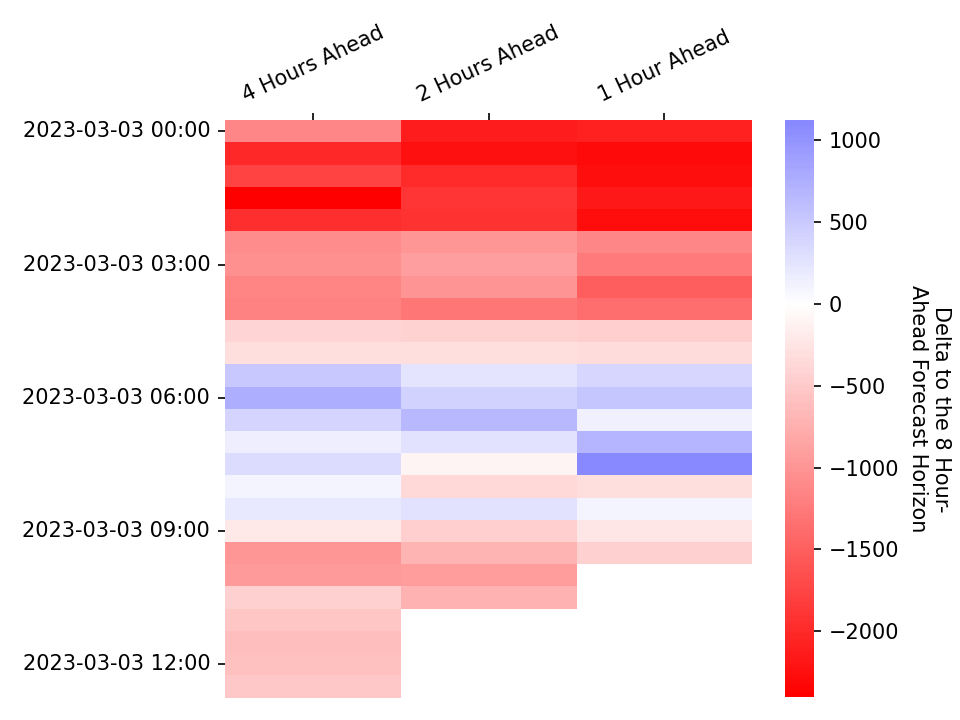 4 Hours Ahead
2 Hours Ahead
1 Hour Ahead
2023-03-03 00:00
2023-03-03 03:00
2023-03-03 06:00
2023-03-03 09:00
2023-03-03 12:00
1000
500
0
−500
−1000
−1500
−2000
Delta to the 8 Hour-
Ahead Forecast Horizon